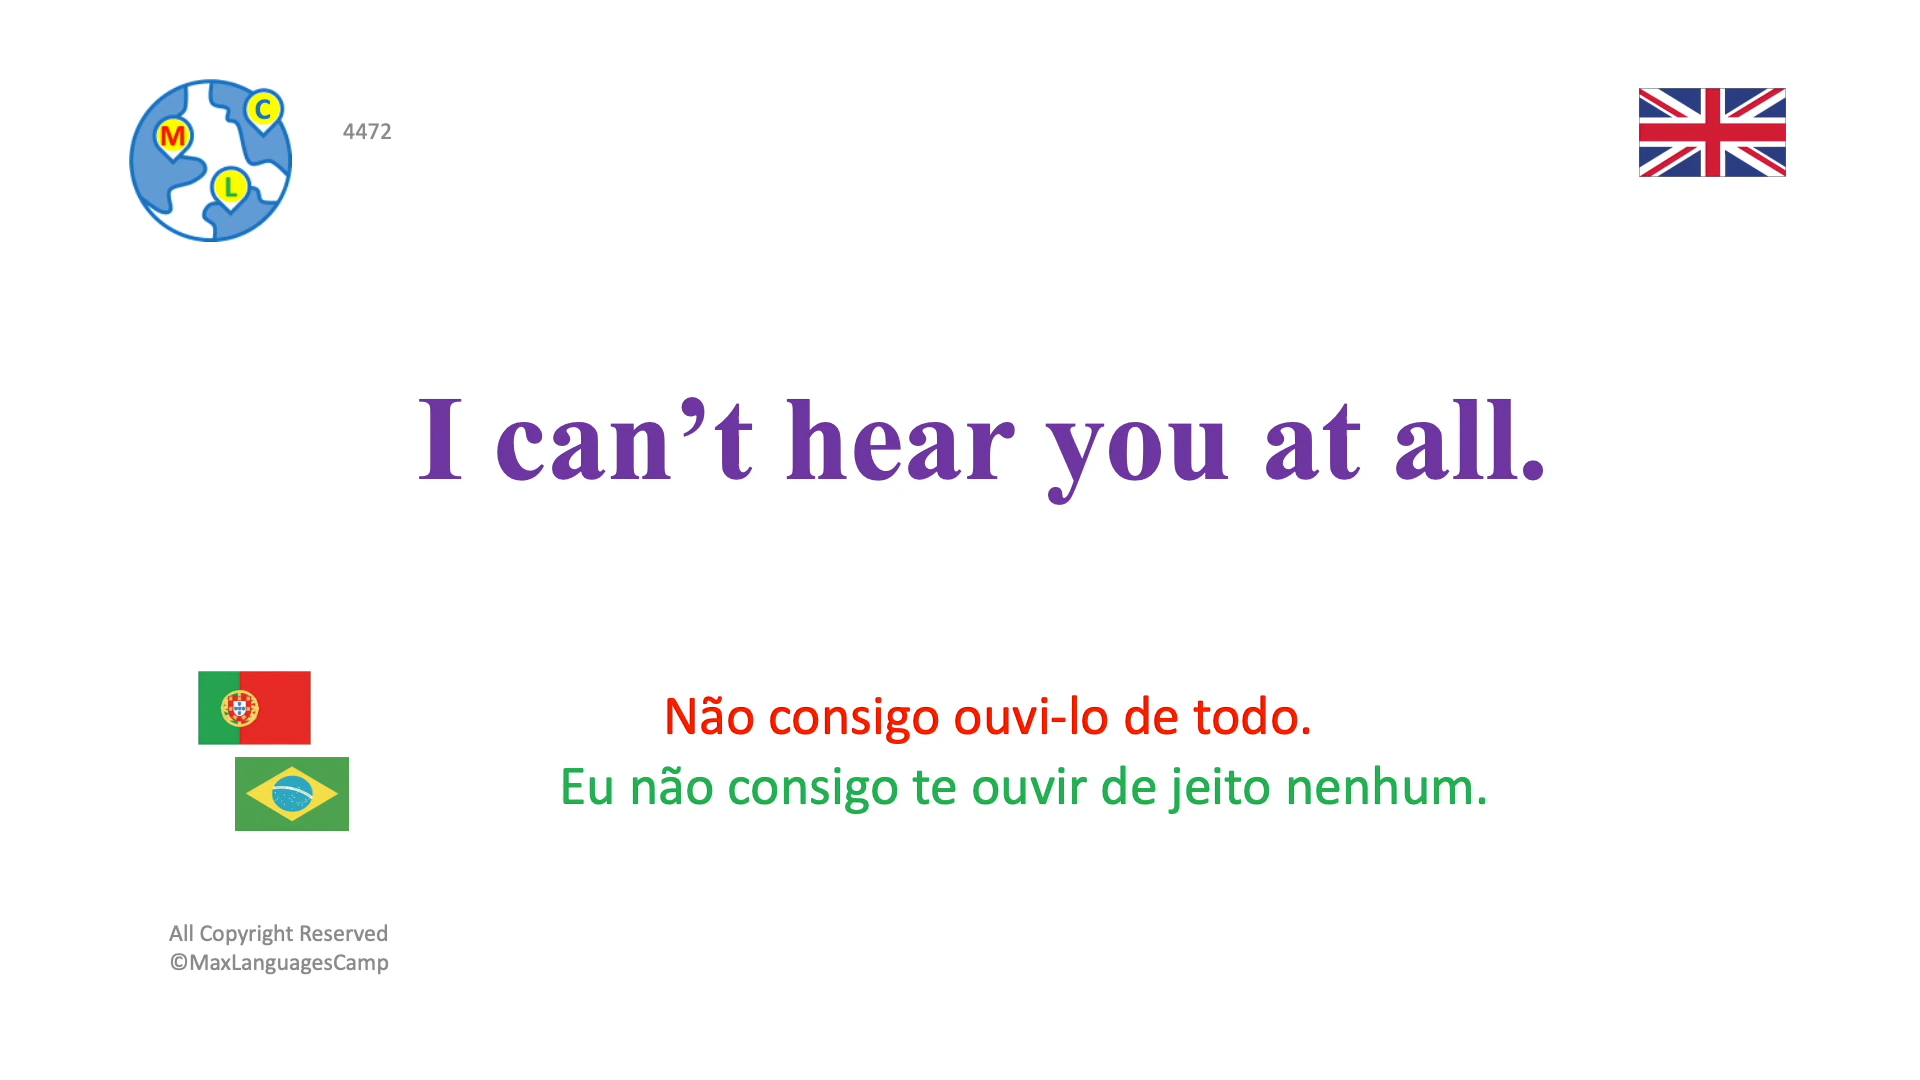 M
C
L
4472
I can’t hear you at all.
Não consigo ouvi-lo de todo.
Eu não consigo te ouvir de jeito nenhum.
All Copyright Reserved
©MaxLanguagesCamp